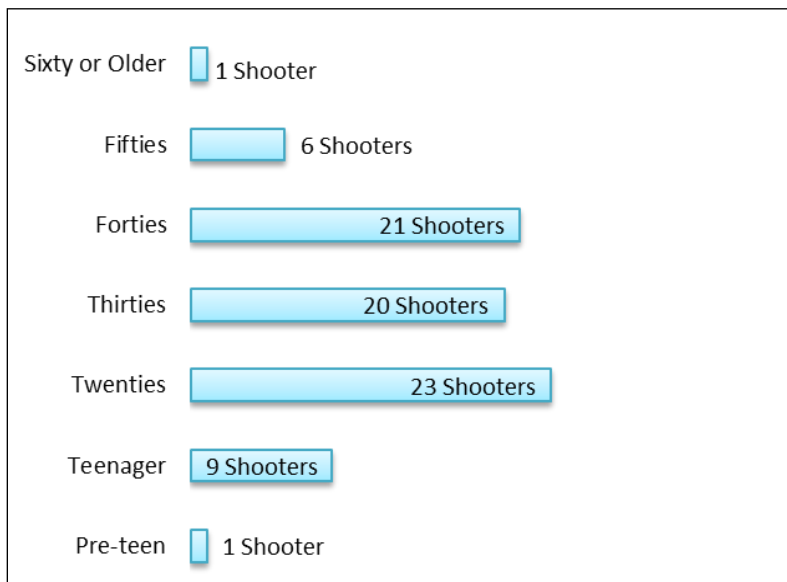 Sixty or Older 1 Shooter
Fifties 6 Shooters
Forties 21 Shooters
Thirties 20 Shooters
Twenties 23 Shooters
Teenager 9 Shooters
Pre-teen 1 Shooter